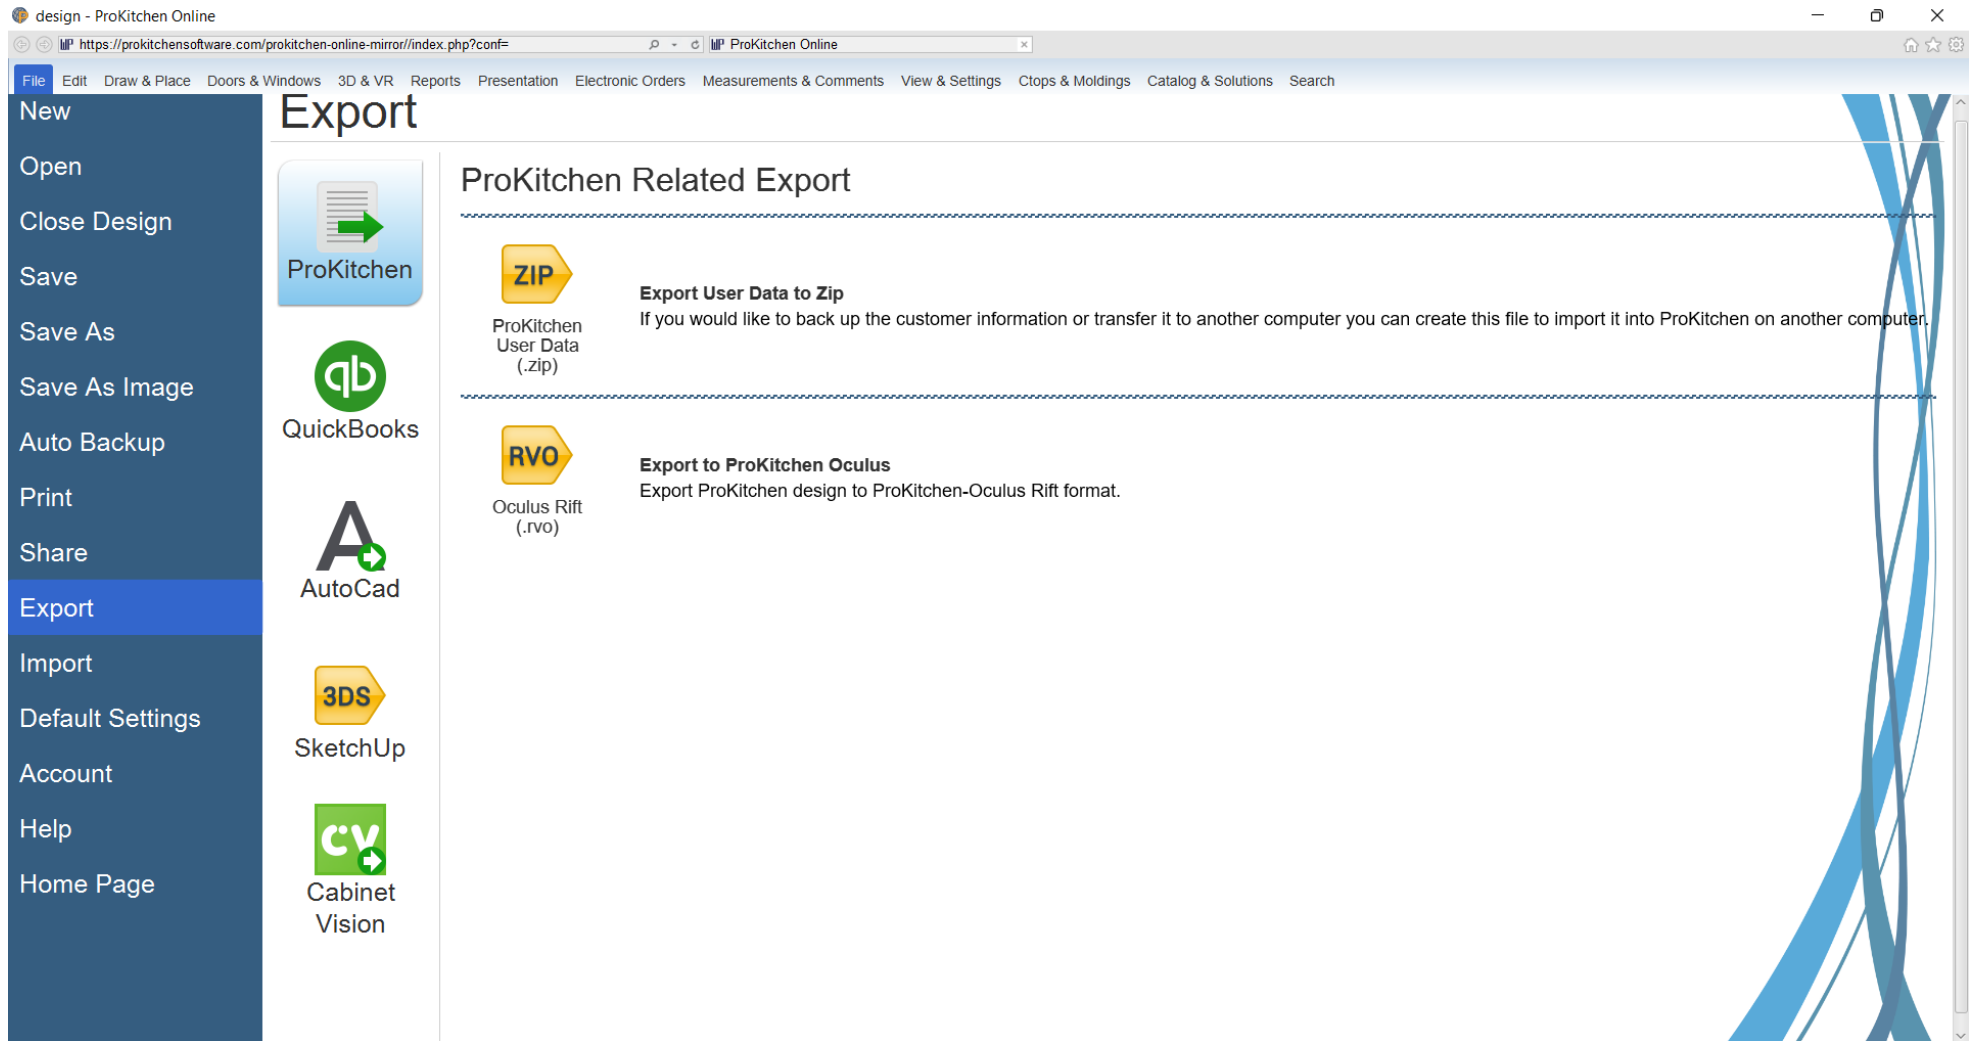 design - ProKitchen Online
https://prokitchensoftware.com/prokitchen-online-mirror//index.php?conf=
ProKitchen Online
File Edit Draw & Place Doors & Windows 3D & VR Reports Presentation Electronic Orders Measurements & Comments View & Settings Ctops & Moldings Catalog & Solutions Search
New
Open
Close Design
Save
Save As
Save As Image
Auto Backup
Print
Share
Export
Import
Default Settings
Account
Help
Home Page
Export
ProKitchen
QuickBooks
AutoCad
3DS
SketchUp
CV
Cabinet
Vision
ProKitchen Related Export
ZIP
ProKitchen
User Data
(.zip)
Export User Data to Zip
If you would like to back up the customer information or transfer it to another computer you can create this file to import it into ProKitchen on another computer.
RVO
Oculus Rift
(.rvo)
Export to ProKitchen Oculus
Export ProKitchen design to ProKitchen-Oculus Rift format.